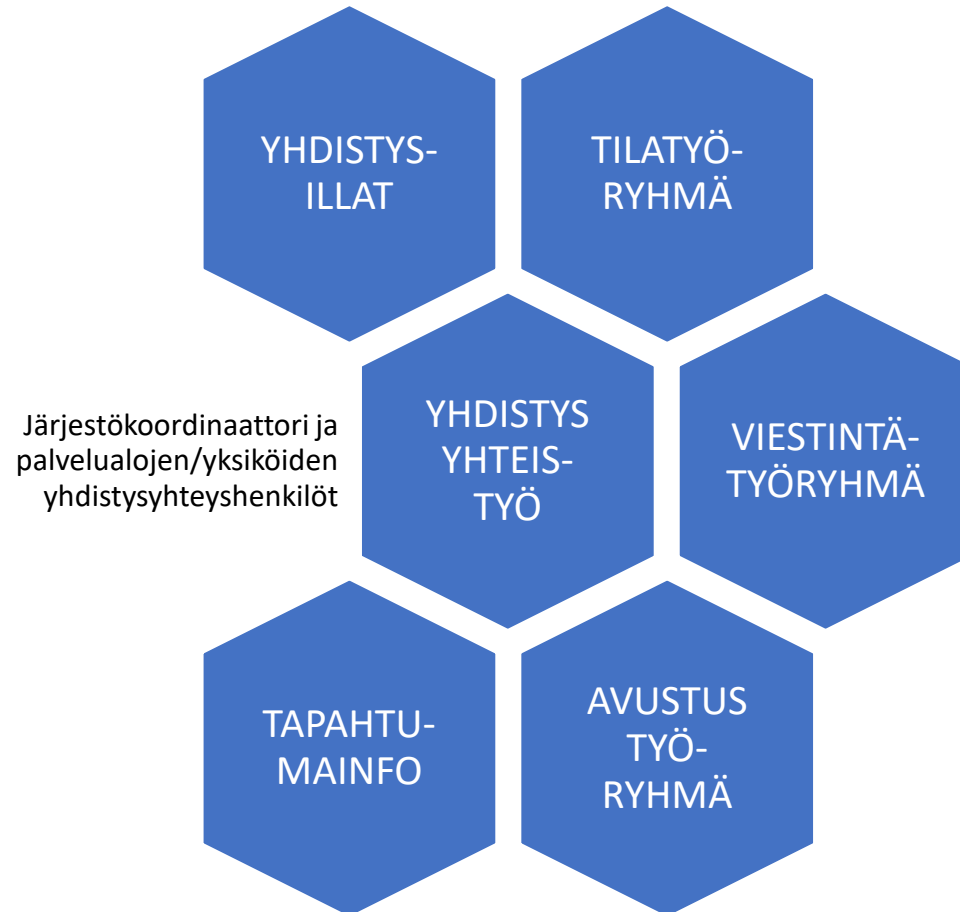 YHDISTYS-
ILLAT
TILATYÖ-
RYHMÄ
Järjestökoordinaattori ja
palvelualojen/yksiköiden
yhdistysyhteyshenkilöt
YHDISTYS
YHTEIS-
TYÖ
VIESTINTÄ-
TYÖRYHMÄ
TAPAHTU-
MAINFO
AVUSTUS
TYÖ-
RYHMÄ